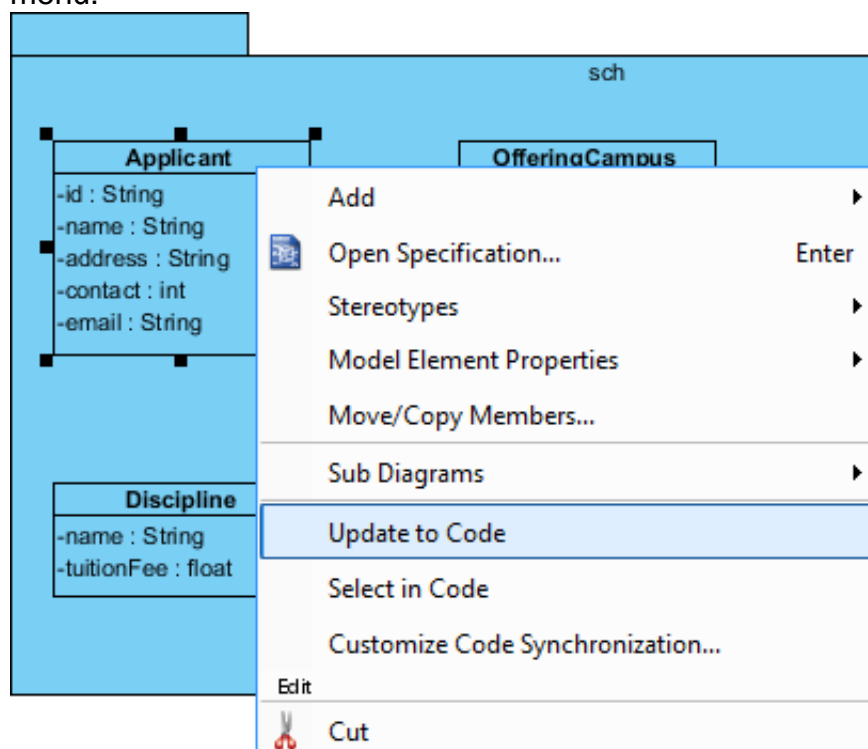 menu.
sch
Applicant
-id : String
-name : String
-address : String
-contact : int
-email : String
OfferingCampus
Discipline
-name : String
-tuitionFee : float
Add
Open Specification... Enter
Stereotypes
Model Element Properties
Move/Copy Members...
Sub Diagrams
Update to Code
Select in Code
Customize Code Synchronization...
Edit
Cut